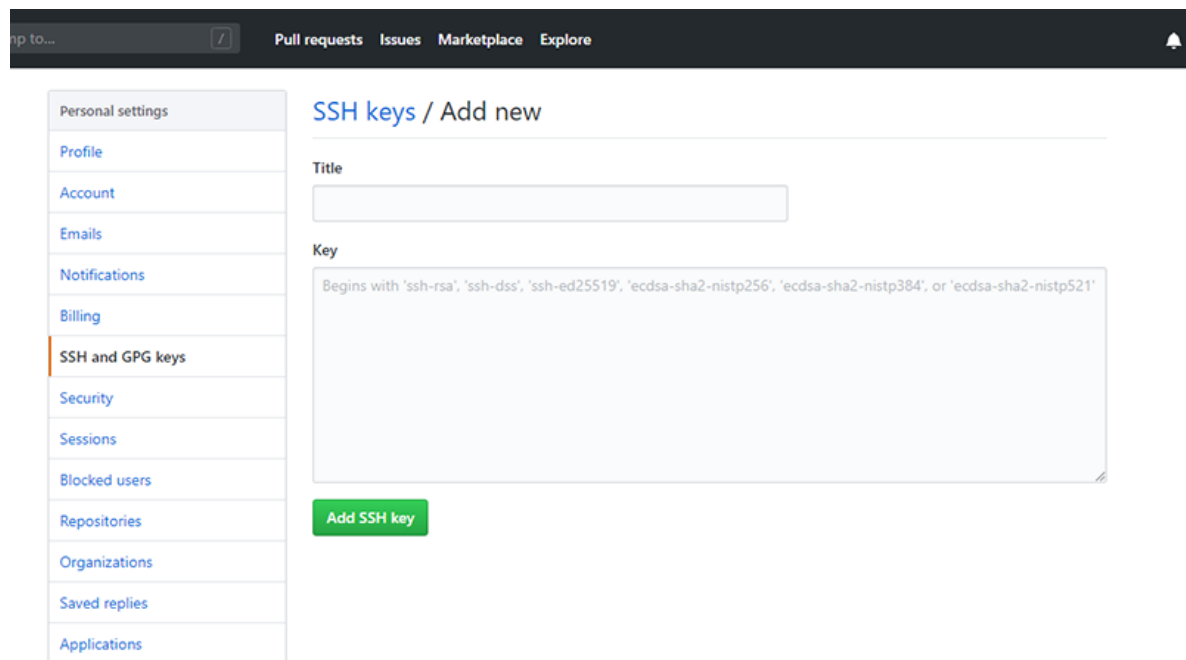 np to... /
Pull requests Issues Marketplace Explore
Personal settings
Profile
Account
Emails
Notifications
Billing
SSH and GPG keys
Security
Sessions
Blocked users
Repositories
Organizations
Saved replies
Applications
SSH keys / Add new
Title
Key
Begins with 'ssh-rsa', 'ssh-dss', 'ssh-ed25519', 'ecdsa-sha2-nistp256', 'ecdsa-sha2-nistp384', or 'ecdsa-sha2-nistp521'
Add SSH key